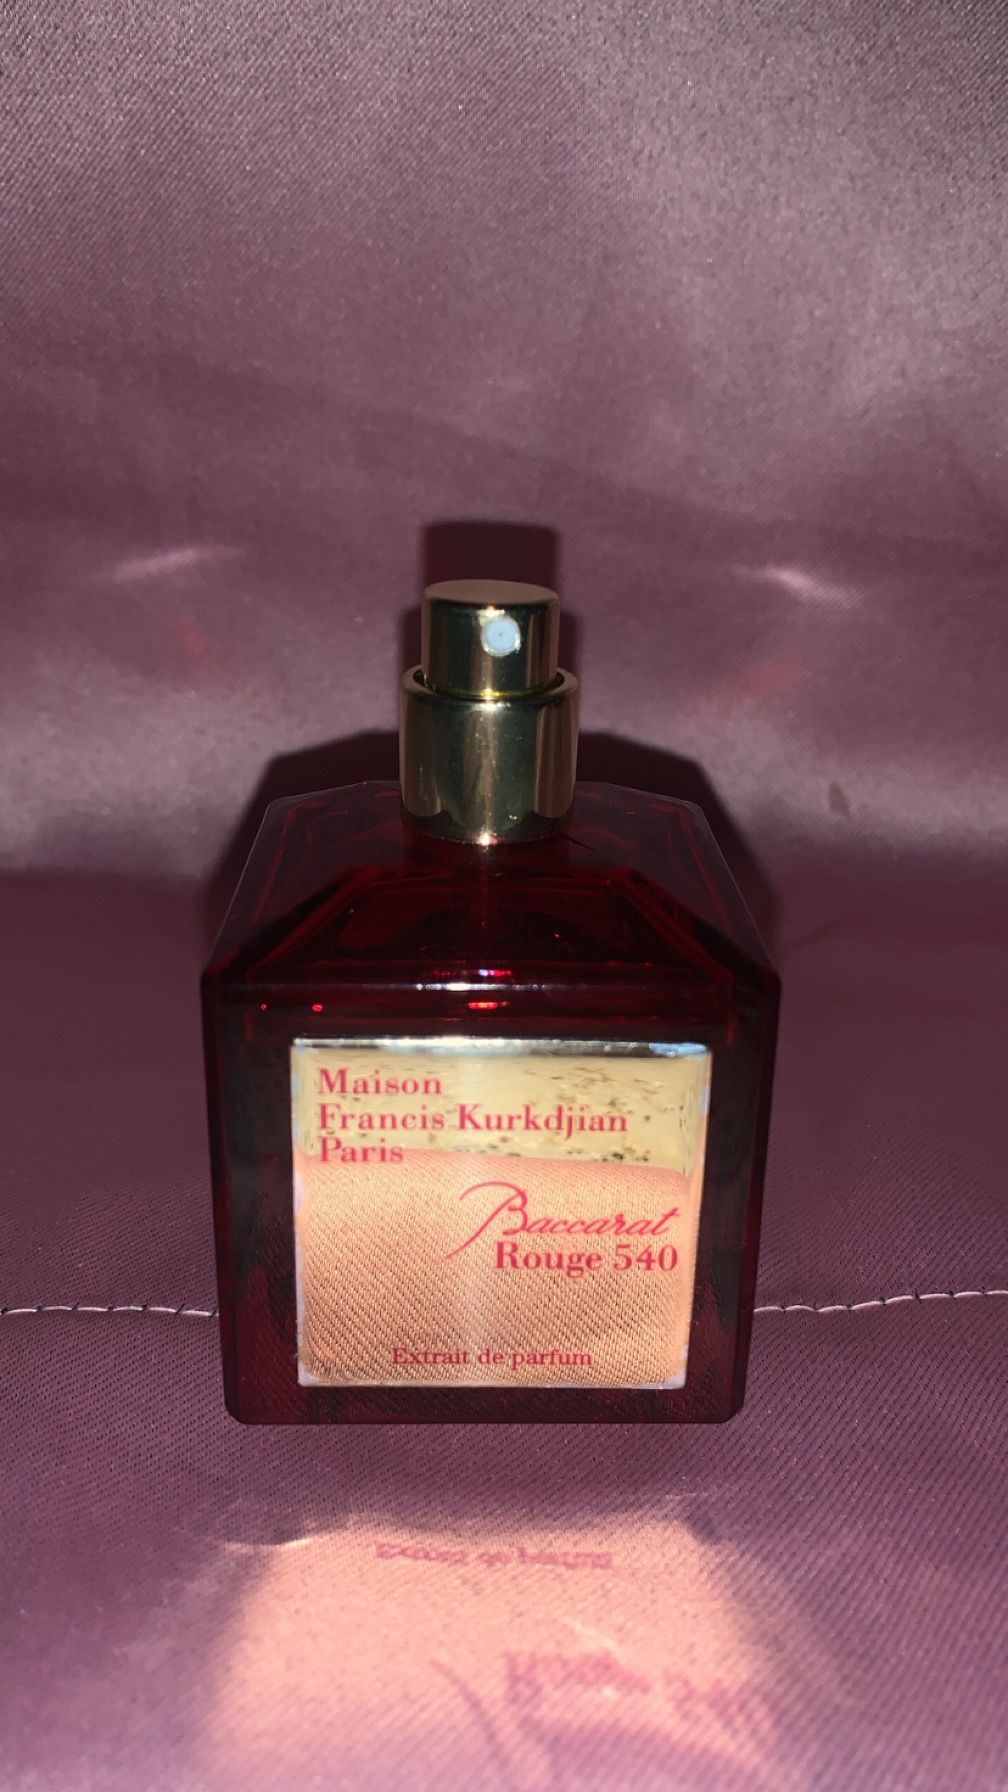 Maison
Francis Kurkdjian
Paris
Baccarat
Rouge 540
Extrait de parfum